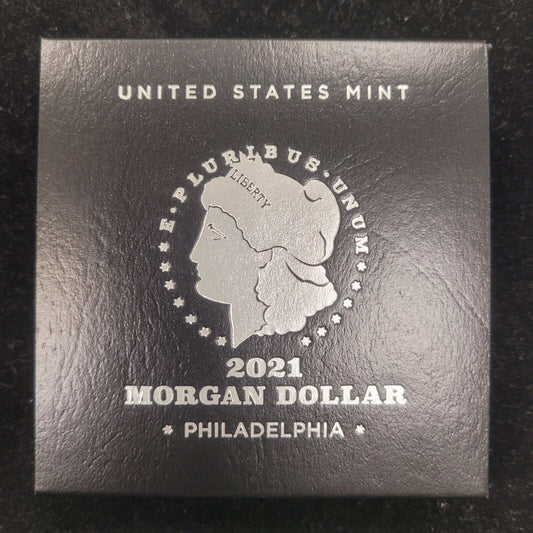 UNITED STATES MINT
E · PLURIBUS · UNUM
LIBERTY
2021
MORGAN DOLLAR
* PHILADELPHIA *